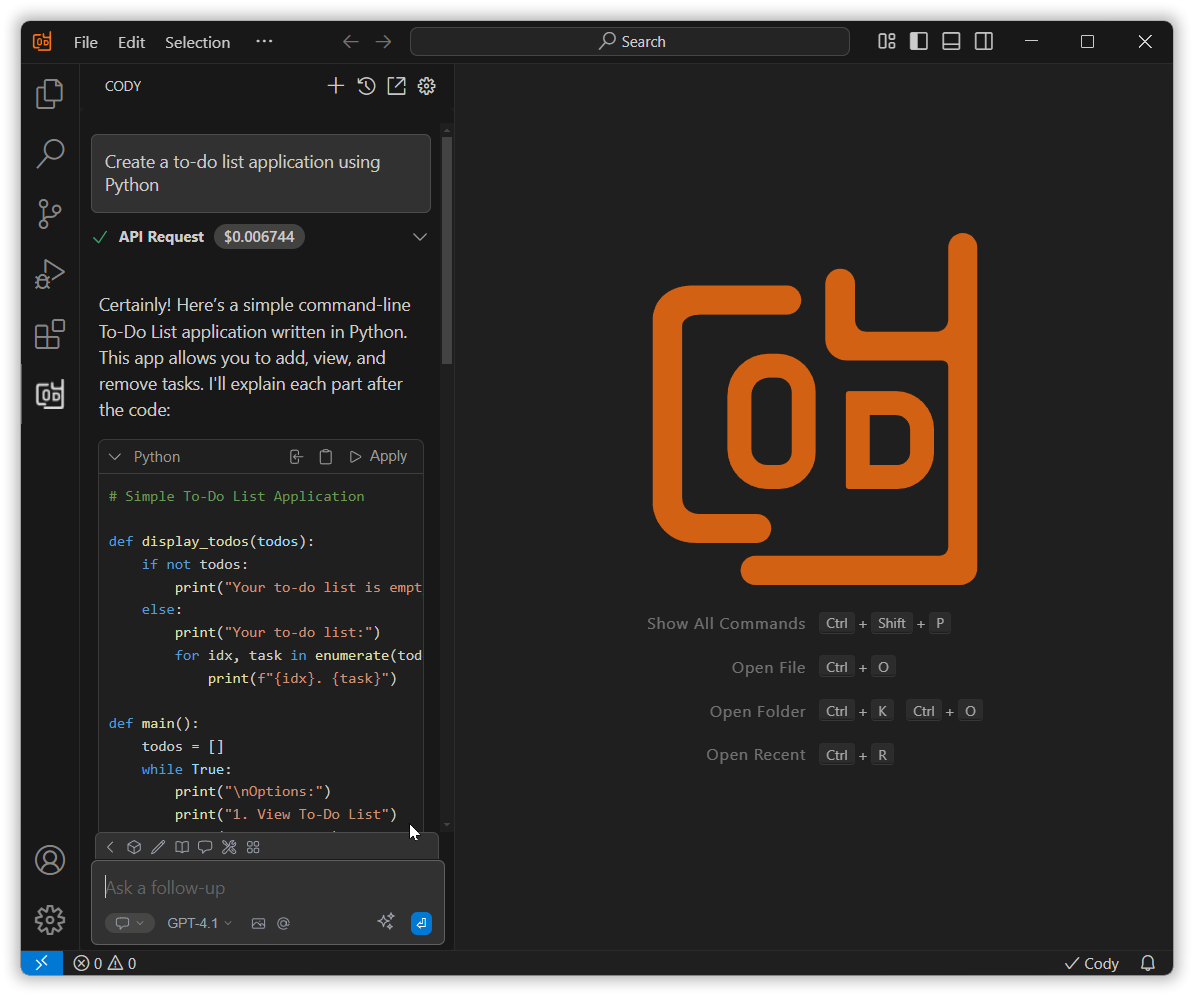 File Edit Selection ···
Search
CODY
Create a to-do list application using
Python
API Request $0.006744
Certainly! Here’s a simple command-line
To-Do List application written in Python.
This app allows you to add, view, and
remove tasks. I'll explain each part after
the code:
Python Apply
# Simple To-Do List Application
def display_todos(todos):
if not todos:
print("Your to-do list is empt
else:
print("Your to-do list:")
for idx, task in enumerate(tod
print(f"{idx}. {task}")
def main():
todos = []
while True:
print("\nOptions:")
print("1. View To-Do List")
Ask a follow-up
GPT-4.1 @
OD
Show All Commands Ctrl + Shift + P
Open File Ctrl + O
Open Folder Ctrl + K Ctrl + O
Open Recent Ctrl + R
0 0
Cody